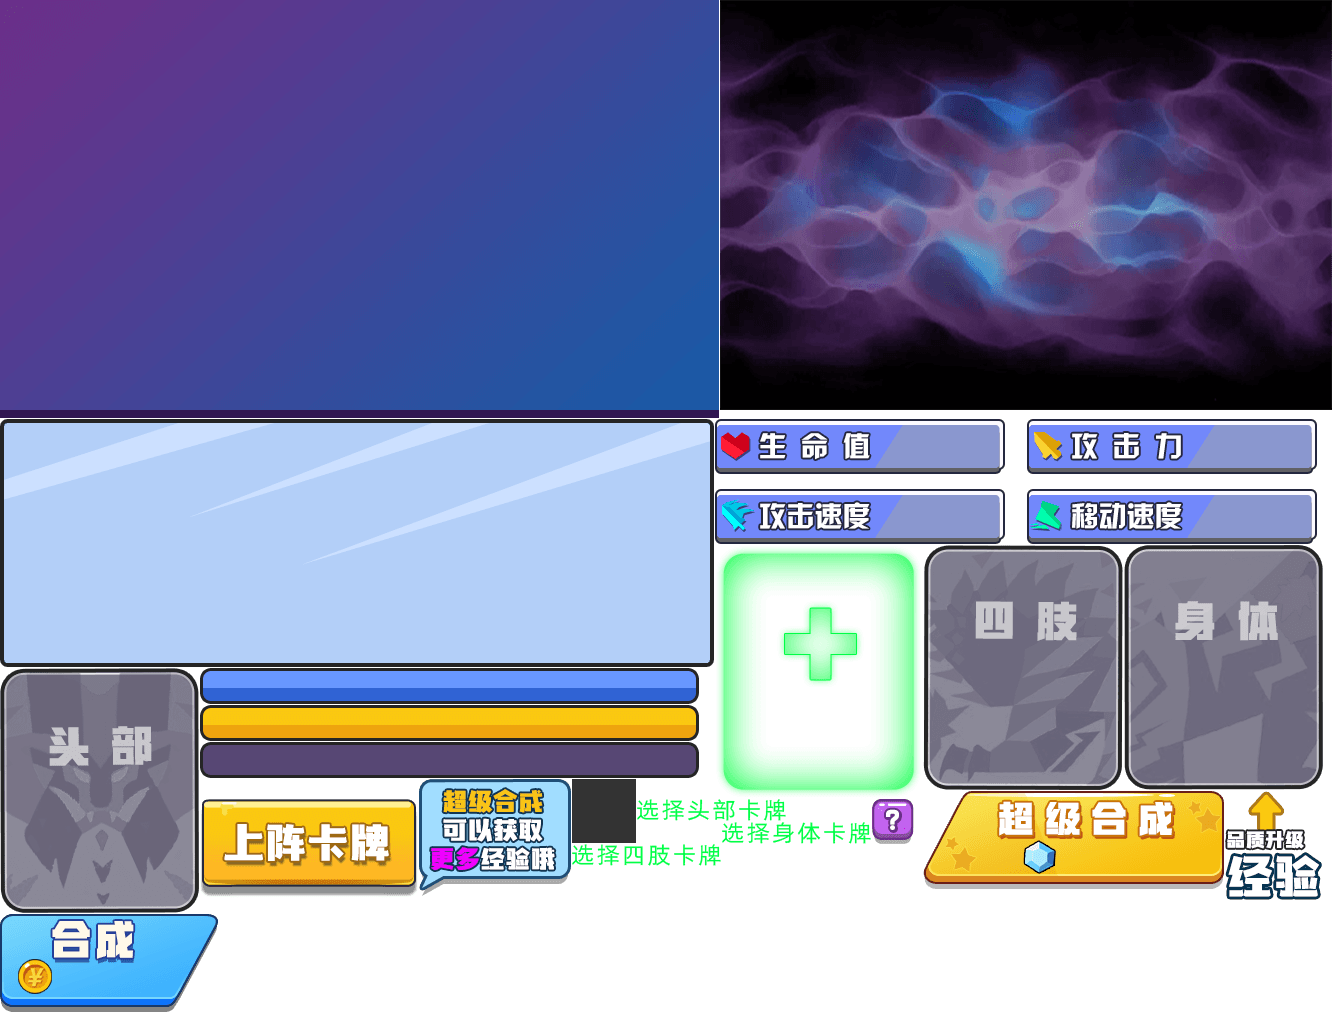 生命值
攻击力
攻击速度
移动速度
四肢
身体
头部
超级合成
可以获取
更多经验哦
上阵卡牌
选择头部卡牌
选择身体卡牌
选择四肢卡牌
?
超级合成
品质升级
经验
合成
¥